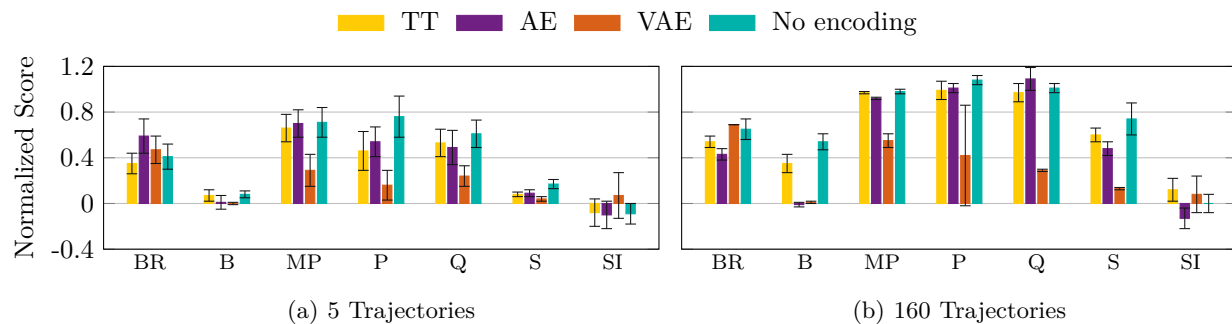 TT AE VAE No encoding
Normalized Score
1.2
0.8
0.4
0
-0.4
BR B MP P Q S SI
(a) 5 Trajectories
BR B MP P Q S SI
(b) 160 Trajectories